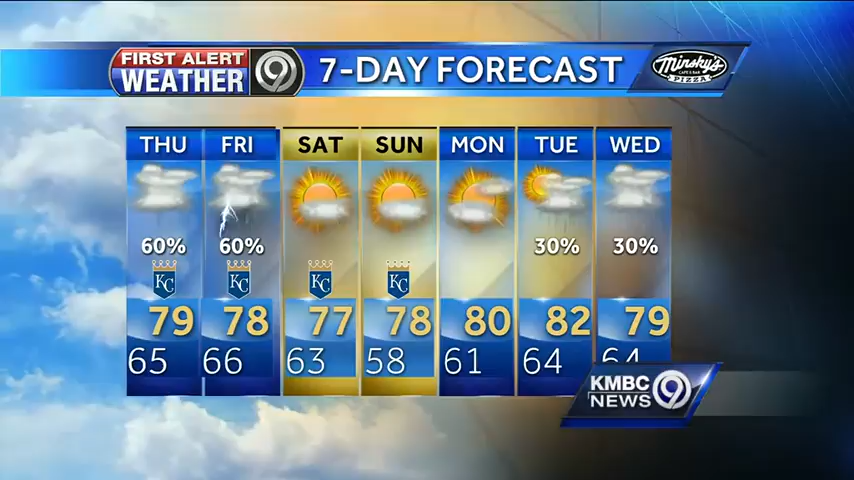 FIRST ALERT
WEATHER 9
7-DAY FORECAST
Minsky's
CAFE & BAR
PIZZA
THU FRI SAT SUN MON TUE WED
60% 60% 30% 30%
KC KC KC KC
79 78 77 78 80 82 79
65 66 63 58 61 64 64
KMBC 9
NEWS